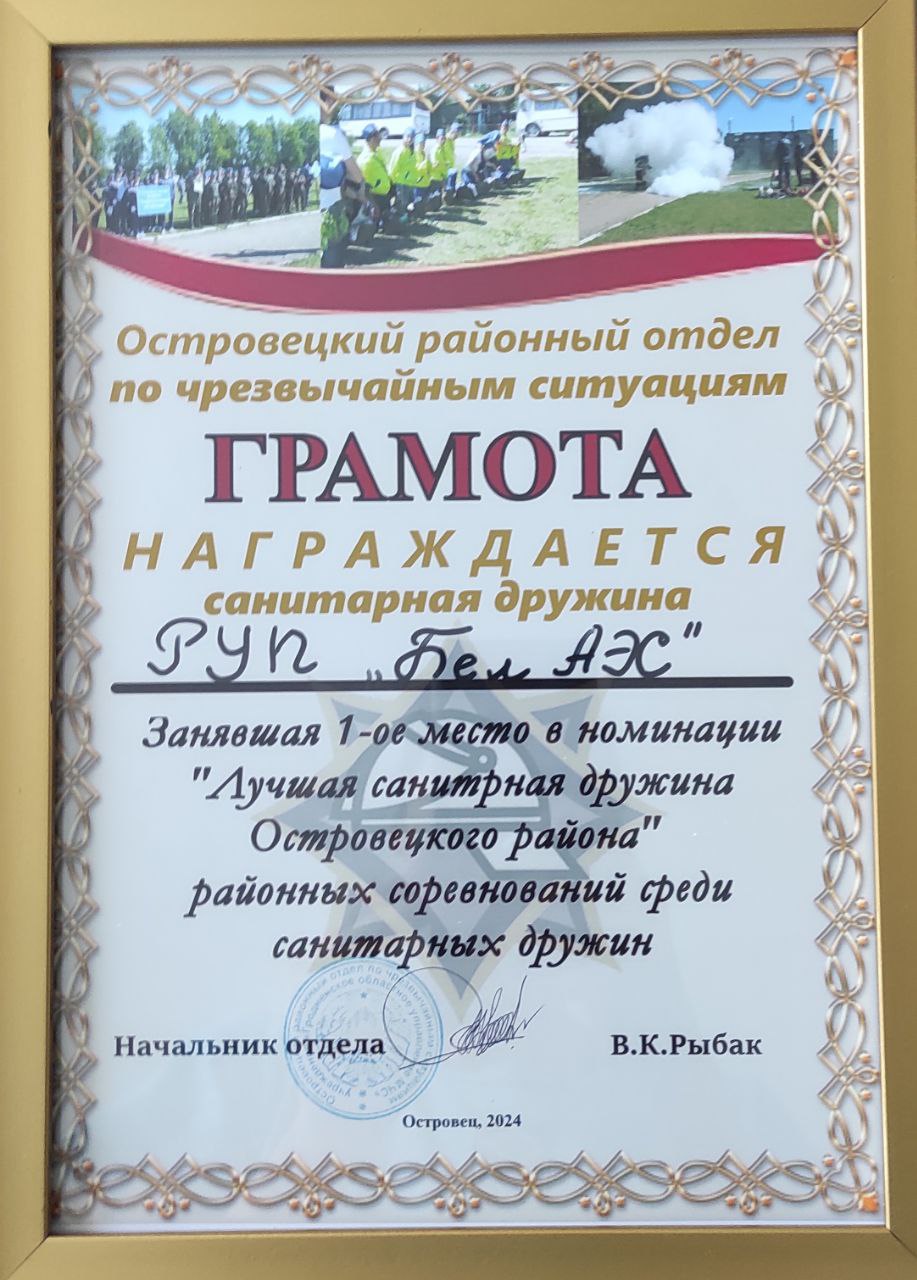 Островецкий районный отдел
по чрезвычайным ситуациям
ГРАМОТА
НАГРАЖДАЕТСЯ
санитарная дружина
РУП „Бел АЭС"
Занявшая 1-ое место в номинации
"Лучшая санитрная дружина
Островецкого района"
районных соревнований среди
санитарных дружин
Начальник отдела
В.К.Рыбак
Островец, 2024